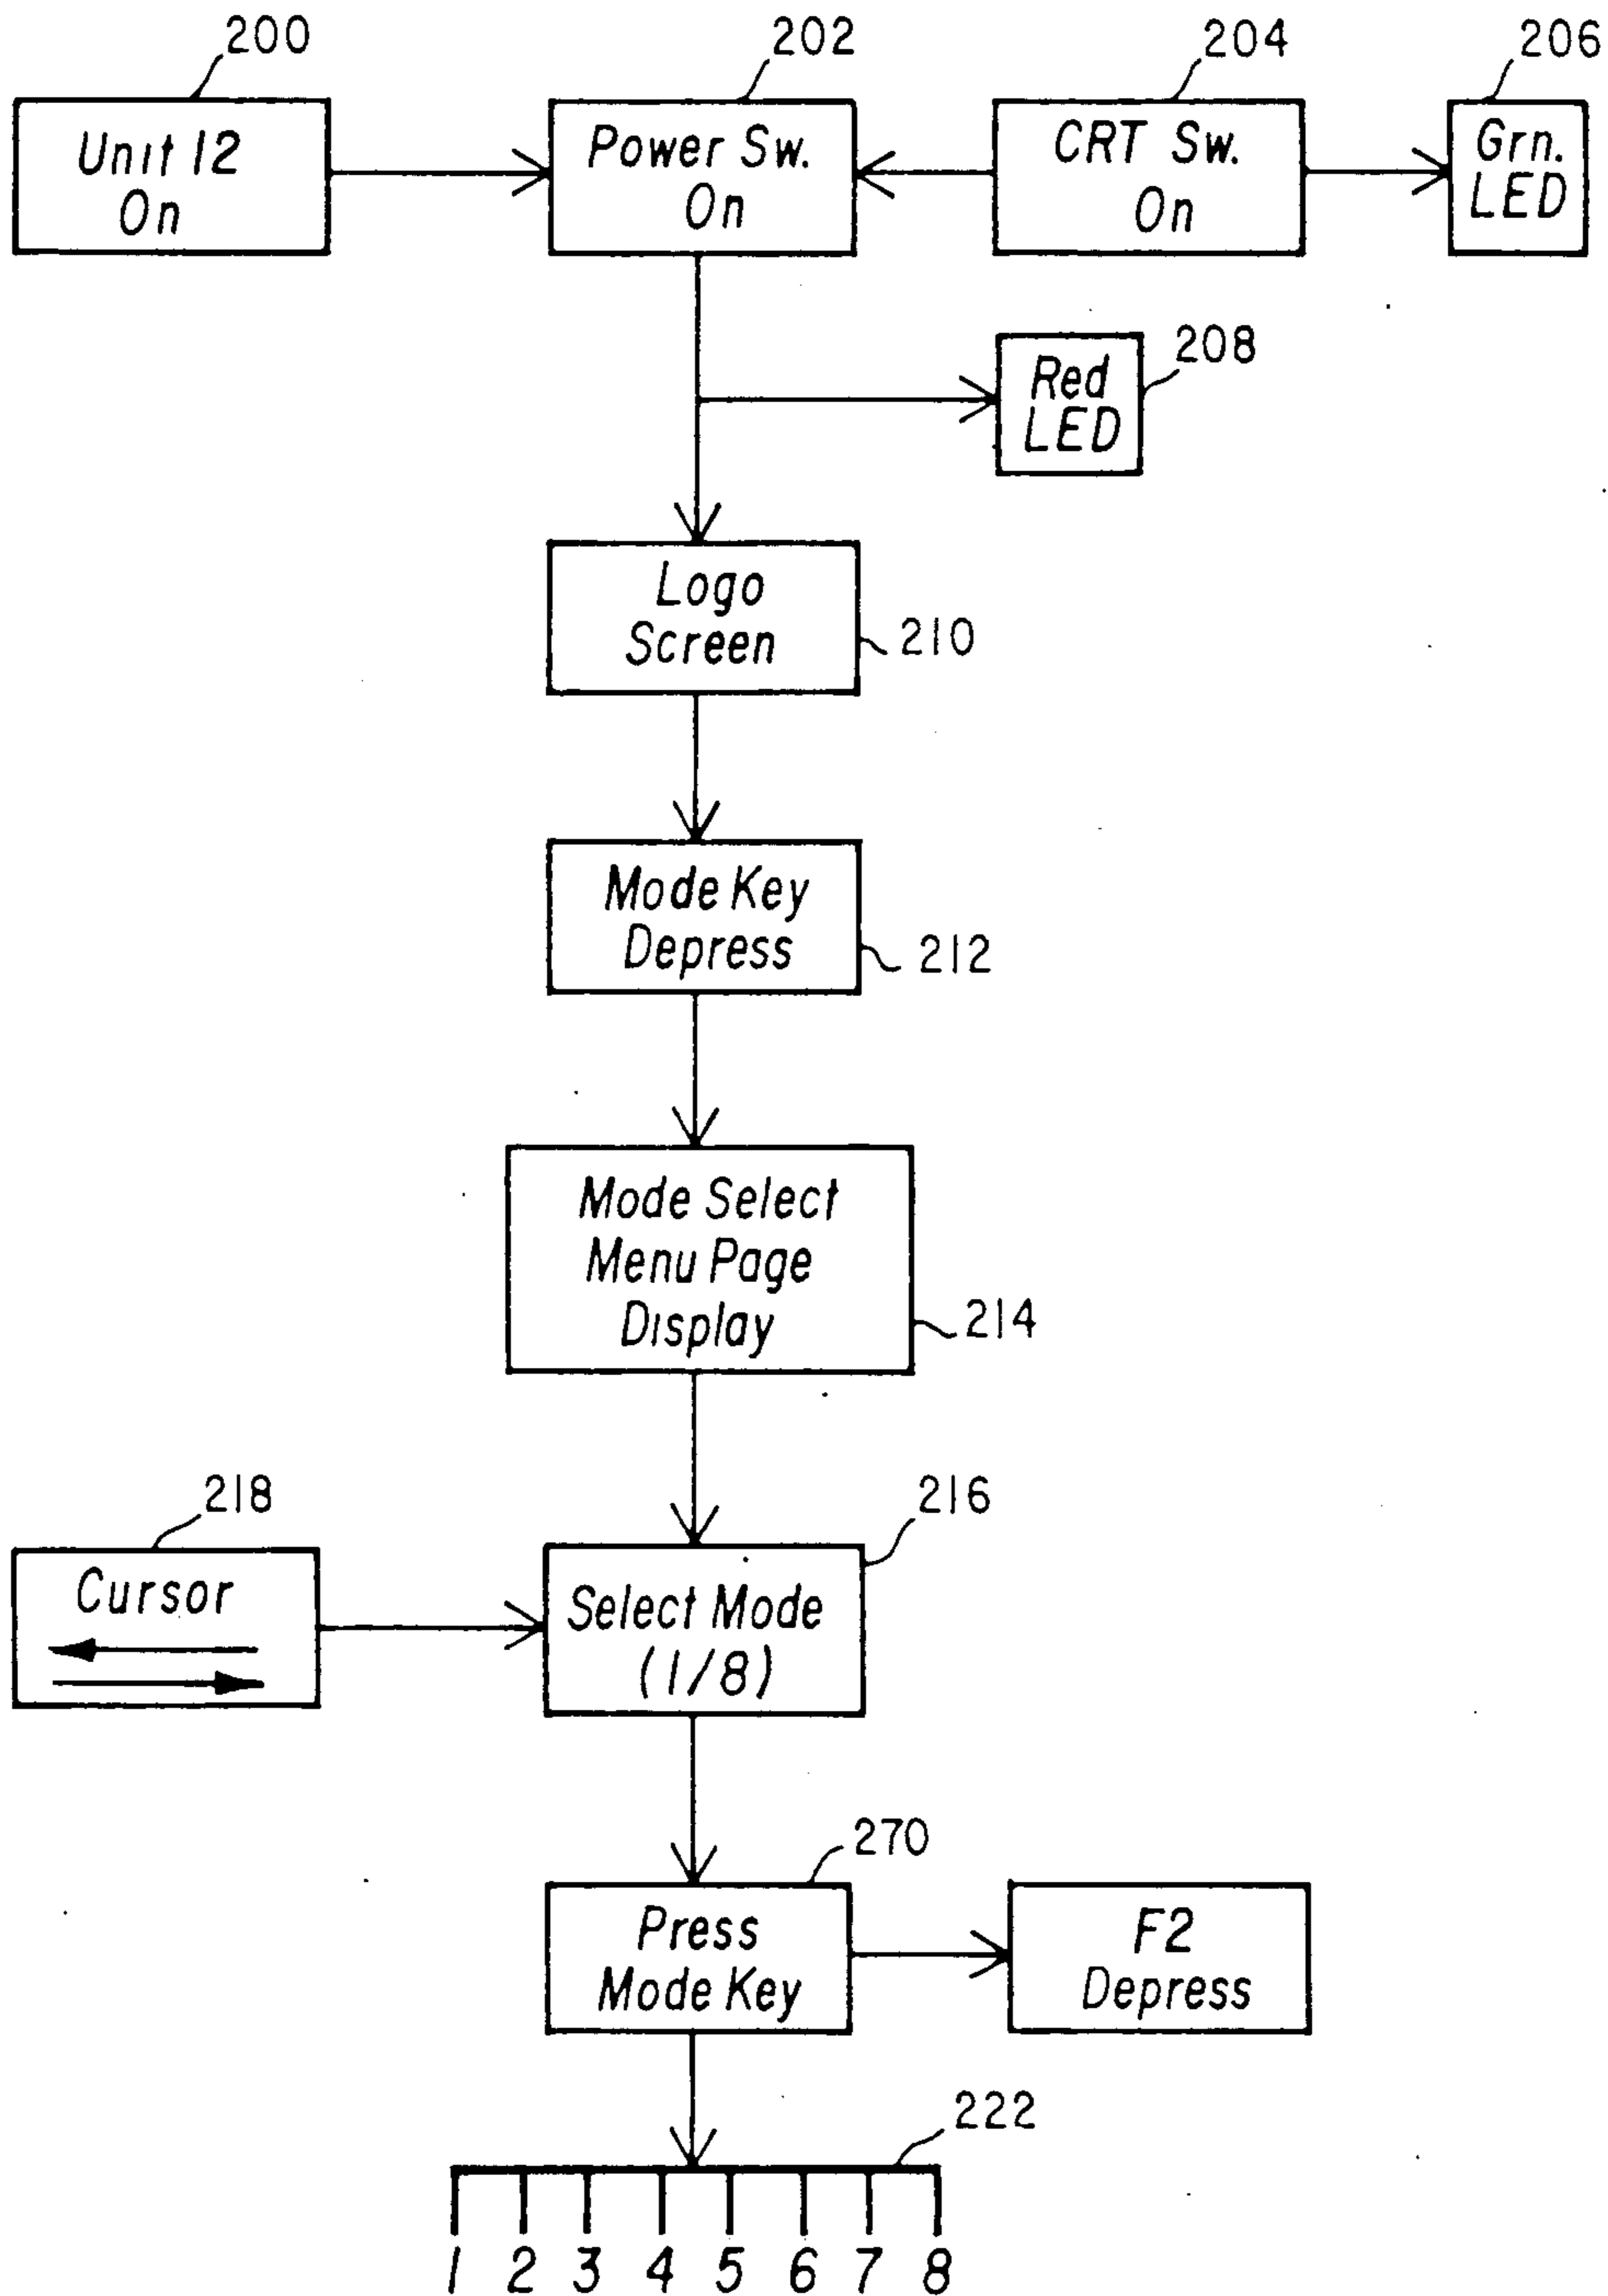 200
202
204
206
Unit 12
On
Power Sw.
On
CRT Sw.
On
Grn.
LED
208
Red
LED
Logo
Screen
210
Mode Key
Depress
212
Mode Select
Menu Page
Display
214
218
216
Cursor
Select Mode
(1/8)
270
Press
Mode Key
F2
Depress
222
1 2 3 4 5 6 7 8